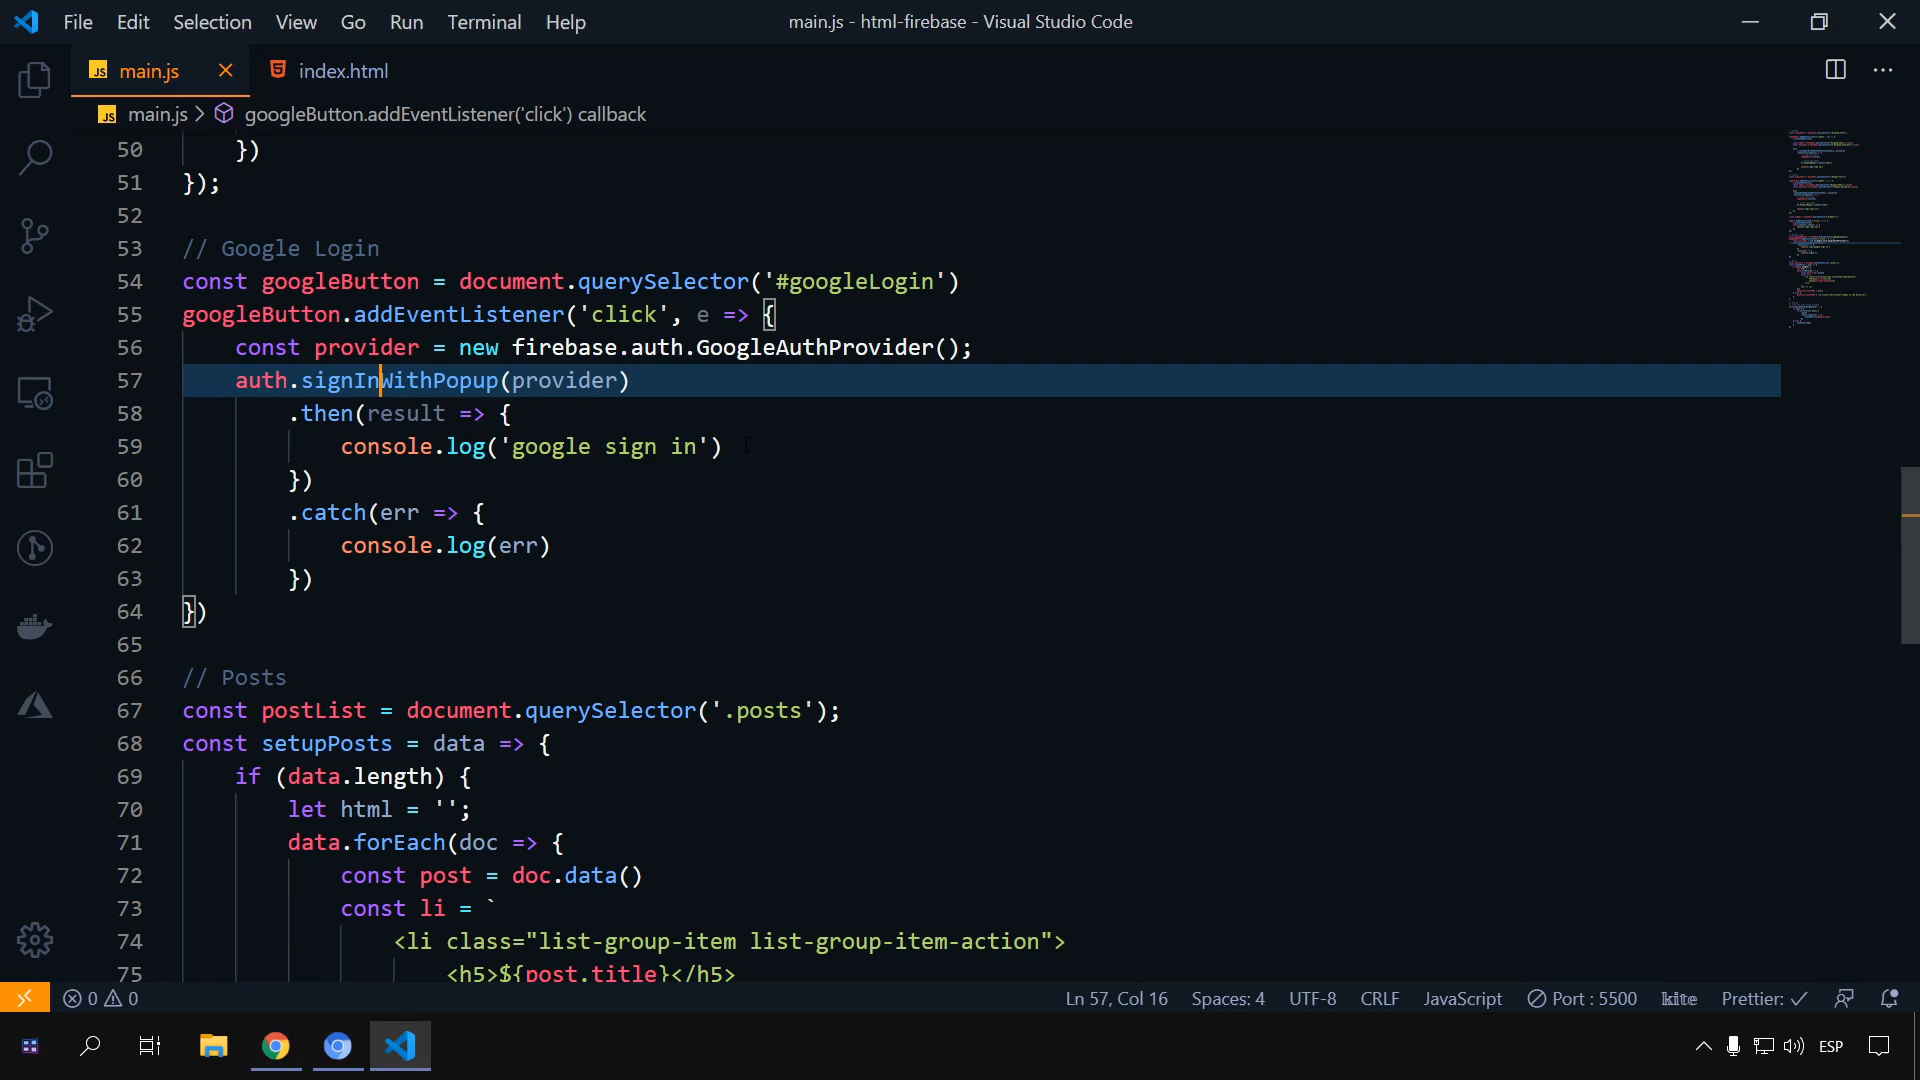 File Edit Selection View Go Run Terminal Help
main.js - html-firebase - Visual Studio Code
JS main.js
index.html
JS main.js > googleButton.addEventListener('click') callback
50 })
51 });
52
53 // Google Login
54 const googleButton = document.querySelector('#googleLogin')
55 googleButton.addEventListener('click', e => {
56 const provider = new firebase.auth.GoogleAuthProvider();
57 auth.signInWithPopup(provider)
58 .then(result => {
59 console.log('google sign in')
60 })
61 .catch(err => {
62 console.log(err)
63 })
64 })
65
66 // Posts
67 const postList = document.querySelector('.posts');
68 const setupPosts = data => {
69 if (data.length) {
70 let html = '';
71 data.forEach(doc => {
72 const post = doc.data()
73 const li = `
74 <li class="list-group-item list-group-item-action">
75 <h5>${post.title}</h5>
0 0 Ln 57, Col 16 Spaces: 4 UTF-8 CRLF JavaScript Port : 5500 kite Prettier: ✓
ESP